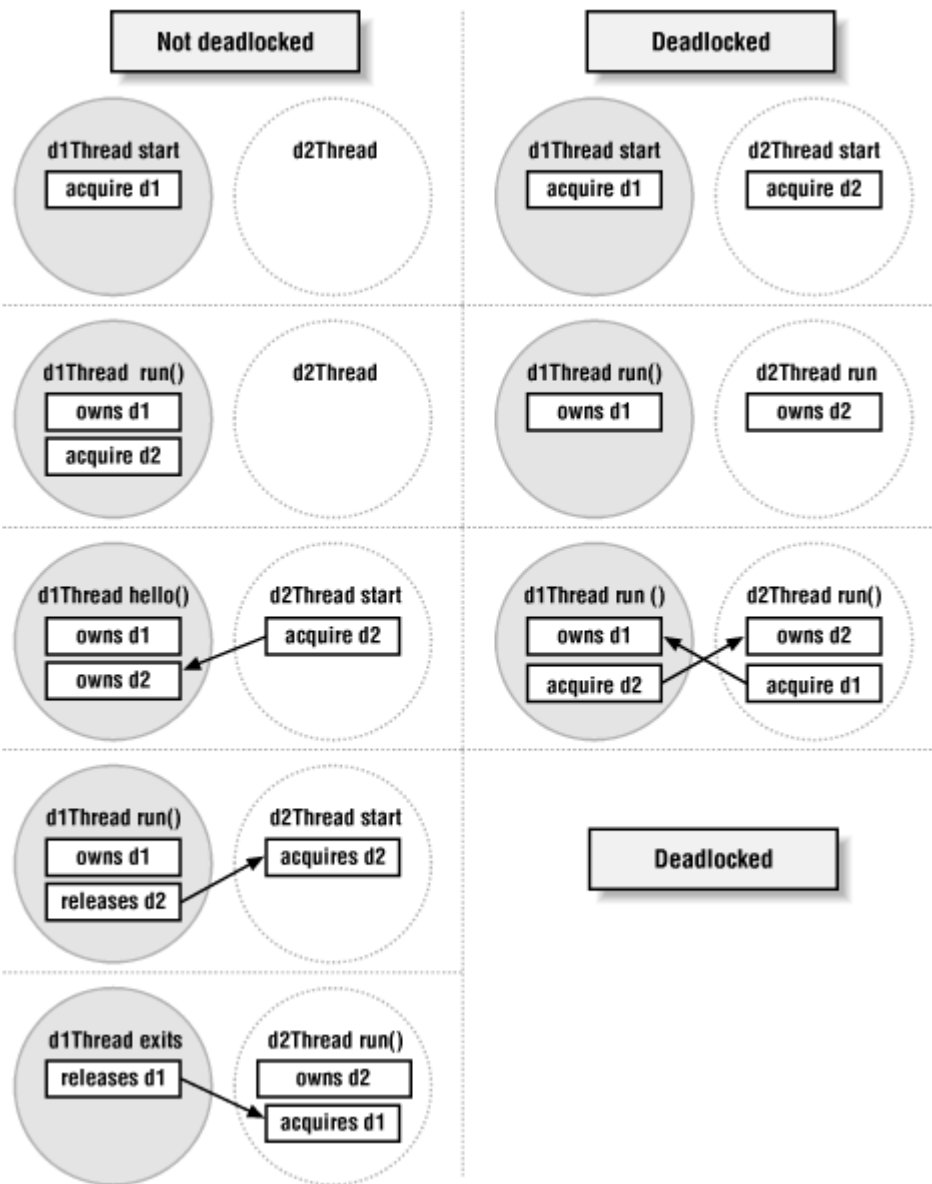 Not deadlocked
Deadlocked
d1Thread start
acquire d1
d2Thread
d1Thread start
acquire d1
d2Thread start
acquire d2
d1Thread run()
owns d1
acquire d2
d2Thread
d1Thread run()
owns d1
d2Thread run
owns d2
d1Thread hello()
owns d1
owns d2
d2Thread start
acquire d2
d1Thread run ()
owns d1
acquire d2
d2Thread run()
owns d2
acquire d1
d1Thread run()
owns d1
releases d2
d2Thread start
acquires d2
Deadlocked
d1Thread exits
releases d1
d2Thread run()
owns d2
acquires d1